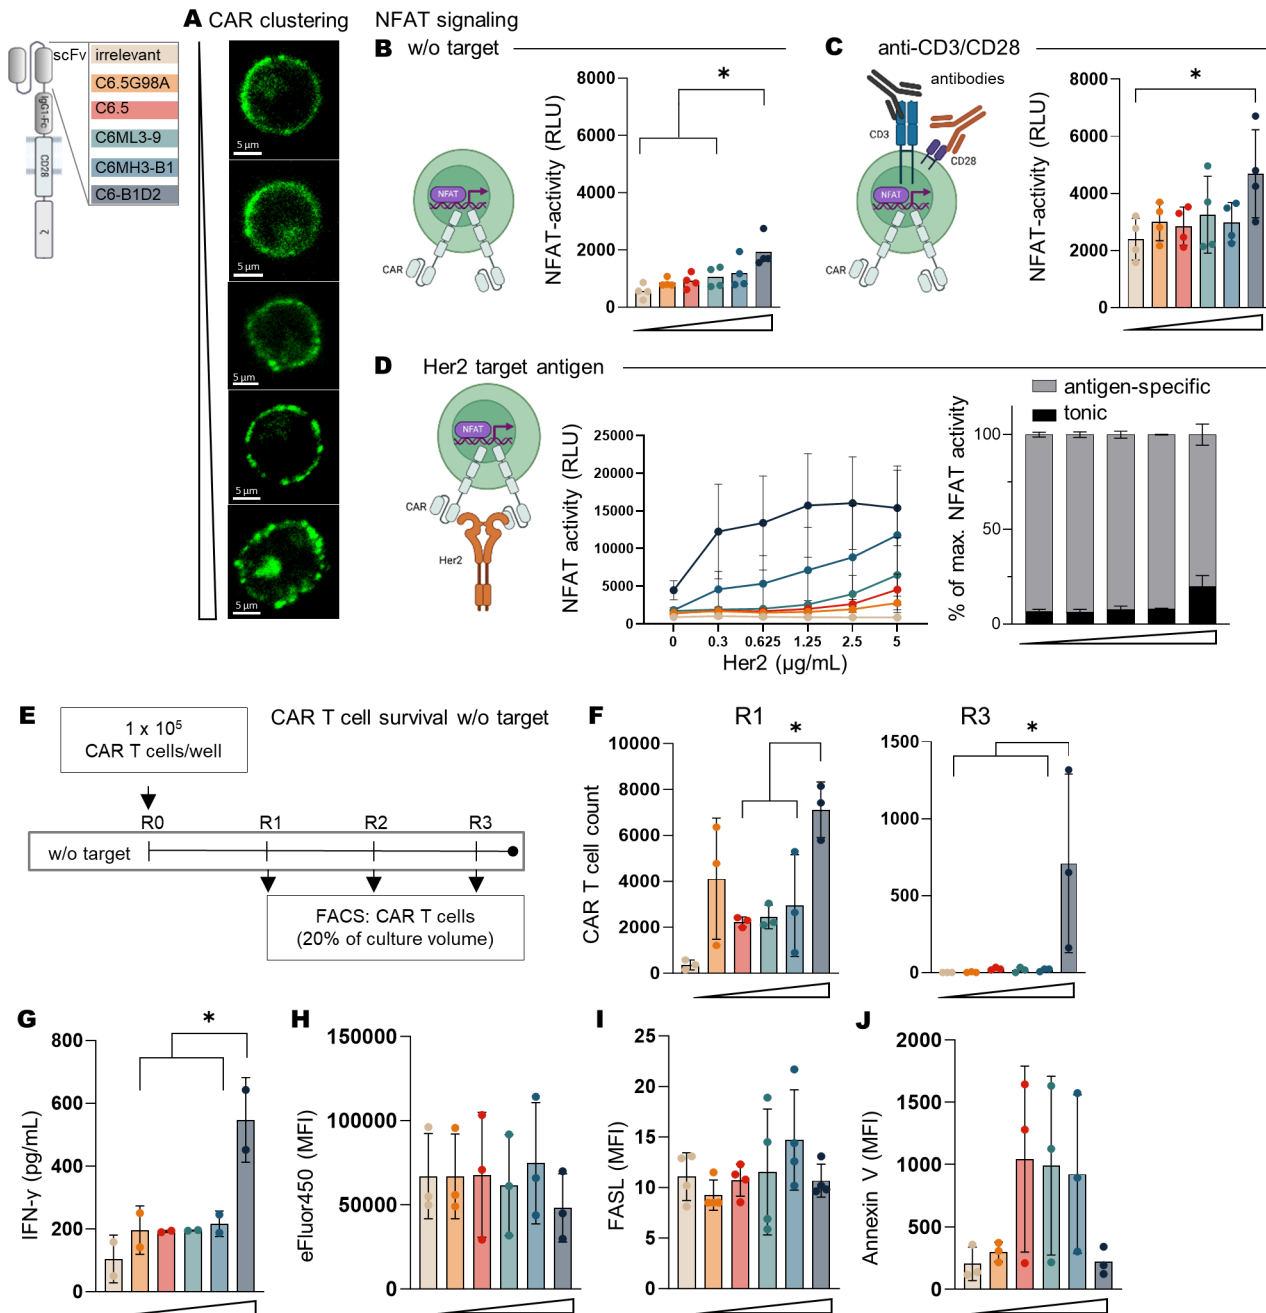 A CAR clustering
NFAT signaling
scFv
irrelevant
C6.5G98A
C6.5
C6ML3-9
C6MH3-B1
C6-B1D2
IgG1-Fc
CD28
ζ
5 µm
5 µm
5 µm
5 µm
5 µm
B w/o target
NFAT
CAR
NFAT-activity (RLU)
8000
6000
4000
2000
0
*
C anti-CD3/CD28
antibodies
CD3
CD28
NFAT
CAR
NFAT-activity (RLU)
8000
6000
4000
2000
0
*
D Her2 target antigen
NFAT
CAR
Her2
NFAT activity (RLU)
25000
20000
15000
10000
5000
0
0 0.3 0.625 1.25 2.5 5
Her2 (µg/mL)
antigen-specific
tonic
% of max. NFAT activity
100
50
0
E CAR T cell survival w/o target
1 x 10⁵
CAR T cells/well
R0 R1 R2 R3
w/o target
FACS: CAR T cells
(20% of culture volume)
F R1
CAR T cell count
10000
8000
6000
4000
2000
0
*
R3
1500
1000
500
0
*
G
IFN-γ (pg/mL)
800
600
400
200
0
*
H
eFluor450 (MFI)
150000
100000
50000
0
I
FASL (MFI)
25
20
15
10
5
0
J
Annexin V (MFI)
2000
1500
1000
500
0